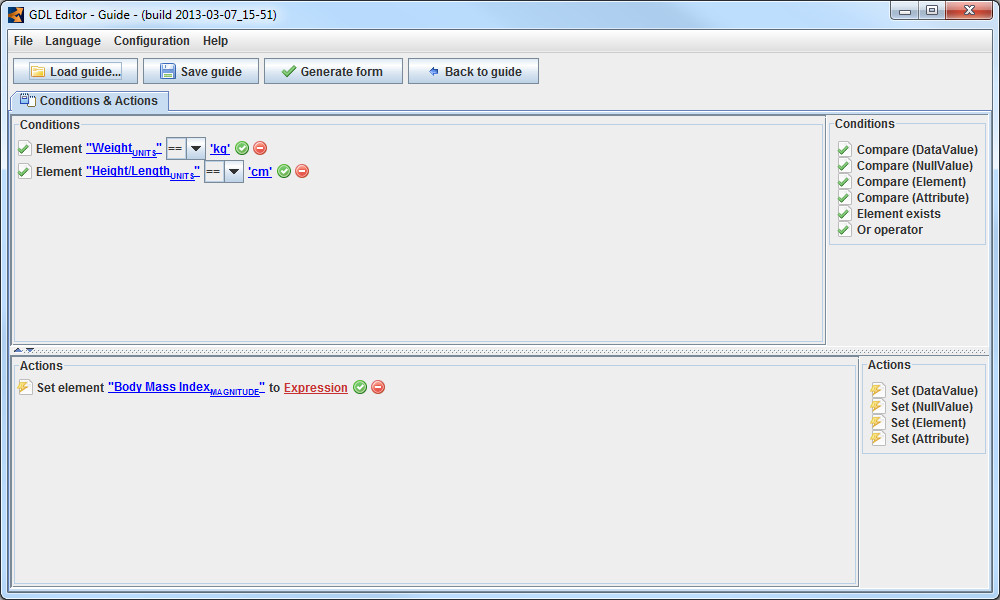 GDL Editor - Guide - (build 2013-03-07_15-51)
File Language Configuration Help
Load guide... Save guide Generate form Back to guide
Conditions & Actions
Conditions
Element "Weight UNITS" == 'kg'
Element "Height/Length UNITS" == 'cm'
Conditions
Compare (DataValue)
Compare (NullValue)
Compare (Element)
Compare (Attribute)
Element exists
Or operator
Actions
Set element "Body Mass Index MAGNITUDE" to Expression
Actions
Set (DataValue)
Set (NullValue)
Set (Element)
Set (Attribute)